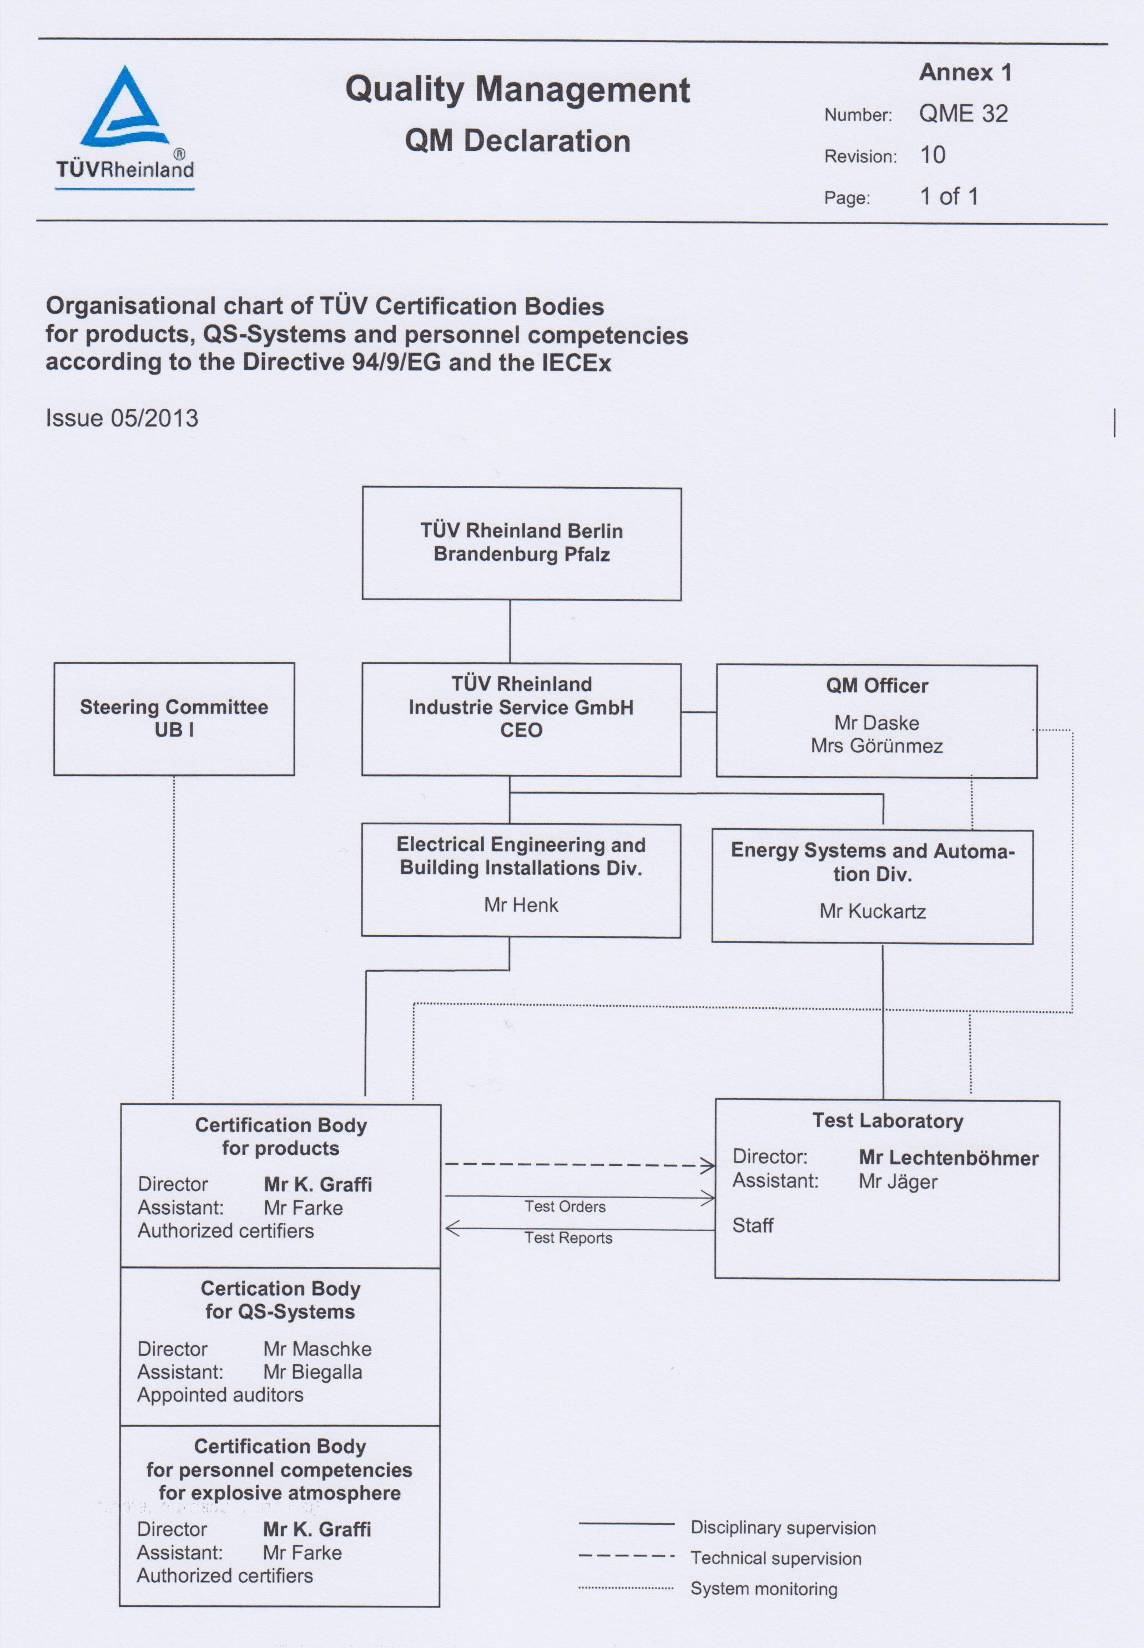 TÜVRheinland ®
Quality Management
QM Declaration
Annex 1
Number: QME 32
Revision: 10
Page: 1 of 1
Organisational chart of TÜV Certification Bodies
for products, QS-Systems and personnel competencies
according to the Directive 94/9/EG and the IECEx
Issue 05/2013
TÜV Rheinland Berlin
Brandenburg Pfalz
Steering Committee
UB I
TÜV Rheinland
Industrie Service GmbH
CEO
QM Officer
Mr Daske
Mrs Görünmez
Electrical Engineering and
Building Installations Div.
Mr Henk
Energy Systems and Automa-
tion Div.
Mr Kuckartz
Certification Body
for products
Director Mr K. Graffi
Assistant: Mr Farke
Authorized certifiers
Test Orders
Test Reports
Test Laboratory
Director: Mr Lechtenböhmer
Assistant: Mr Jäger
Staff
Certication Body
for QS-Systems
Director Mr Maschke
Assistant: Mr Biegalla
Appointed auditors
Certification Body
for personnel competencies
for explosive atmosphere
Director Mr K. Graffi
Assistant: Mr Farke
Authorized certifiers
Disciplinary supervision
Technical supervision
System monitoring